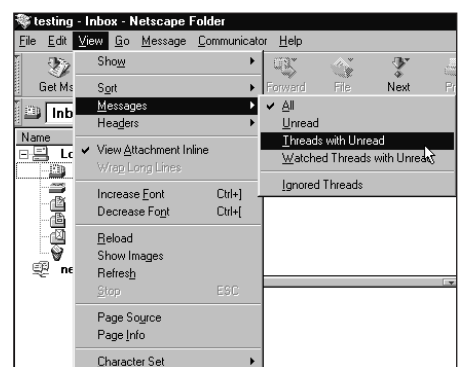 testing - Inbox - Netscape Folder
File Edit View Go Message Communicator Help
Get Ms
Forward File Next
Inb
Name
Lo
ne
Show
Sort
Messages
Headers
View Attachment Inline
Wrap Long Lines
Increase Font Ctrl+]
Decrease Font Ctrl+[
Reload
Show Images
Refresh
Stop ESC
Page Source
Page Info
Character Set
All
Unread
Threads with Unread
Watched Threads with Unread
Ignored Threads